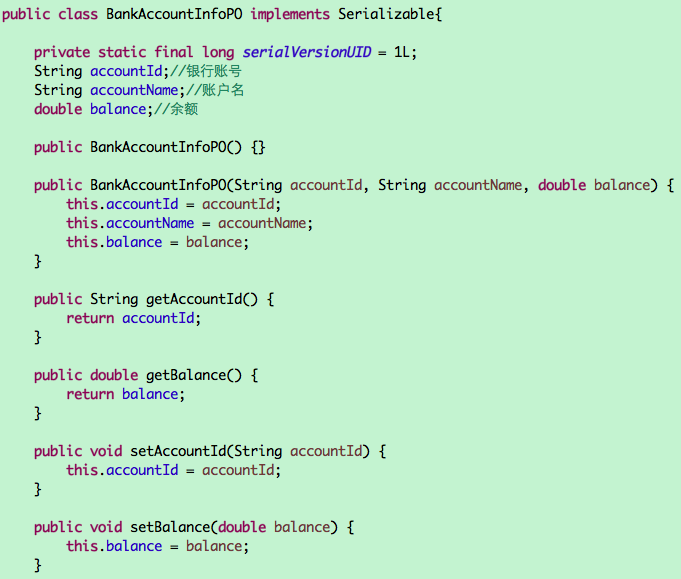 public class BankAccountInfoPO implements Serializable{
private static final long serialVersionUID = 1L;
String accountId;//银行账号
String accountName;//账户名
double balance;//余额
public BankAccountInfoPO() {}
public BankAccountInfoPO(String accountId, String accountName, double balance) {
this.accountId = accountId;
this.accountName = accountName;
this.balance = balance;
}
public String getAccountId() {
return accountId;
}
public double getBalance() {
return balance;
}
public void setAccountId(String accountId) {
this.accountId = accountId;
}
public void setBalance(double balance) {
this.balance = balance;
}